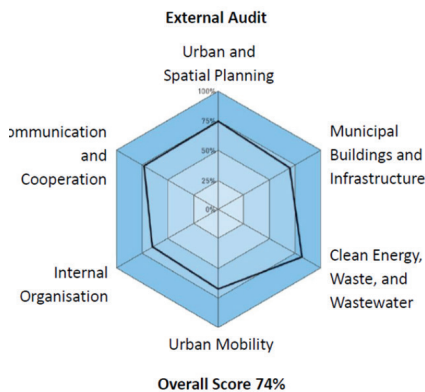 External Audit
Urban and
Spatial Planning
100%
75%
50%
25%
0%
ommunication
and
Cooperation
Municipal
Buildings and
Infrastructure
Internal
Organisation
Clean Energy,
Waste, and
Wastewater
Urban Mobility
Overall Score 74%